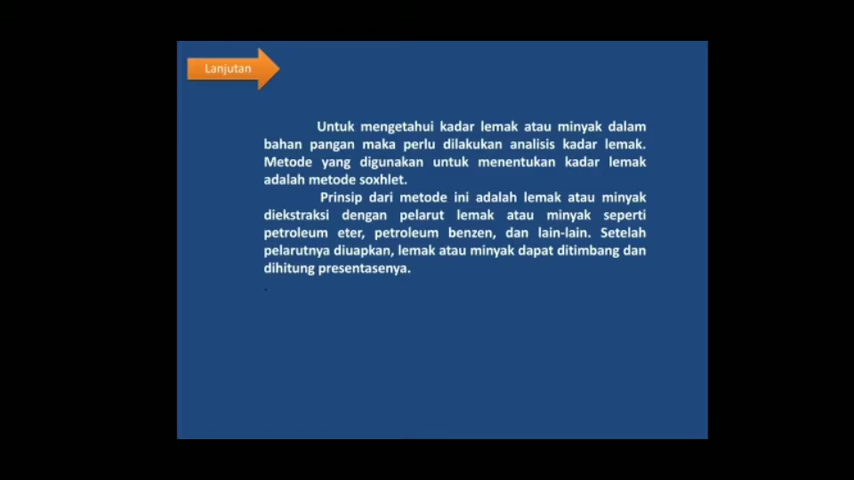 Lanjutan
Untuk mengetahui kadar lemak atau minyak dalam
bahan pangan maka perlu dilakukan analisis kadar lemak.
Metode yang digunakan untuk menentukan kadar lemak
adalah metode soxhlet.
Prinsip dari metode ini adalah lemak atau minyak
diekstraksi dengan pelarut lemak atau minyak seperti
petroleum eter, petroleum benzen, dan lain-lain. Setelah
pelarutnya diuapkan, lemak atau minyak dapat ditimbang dan
dihitung presentasenya.
.